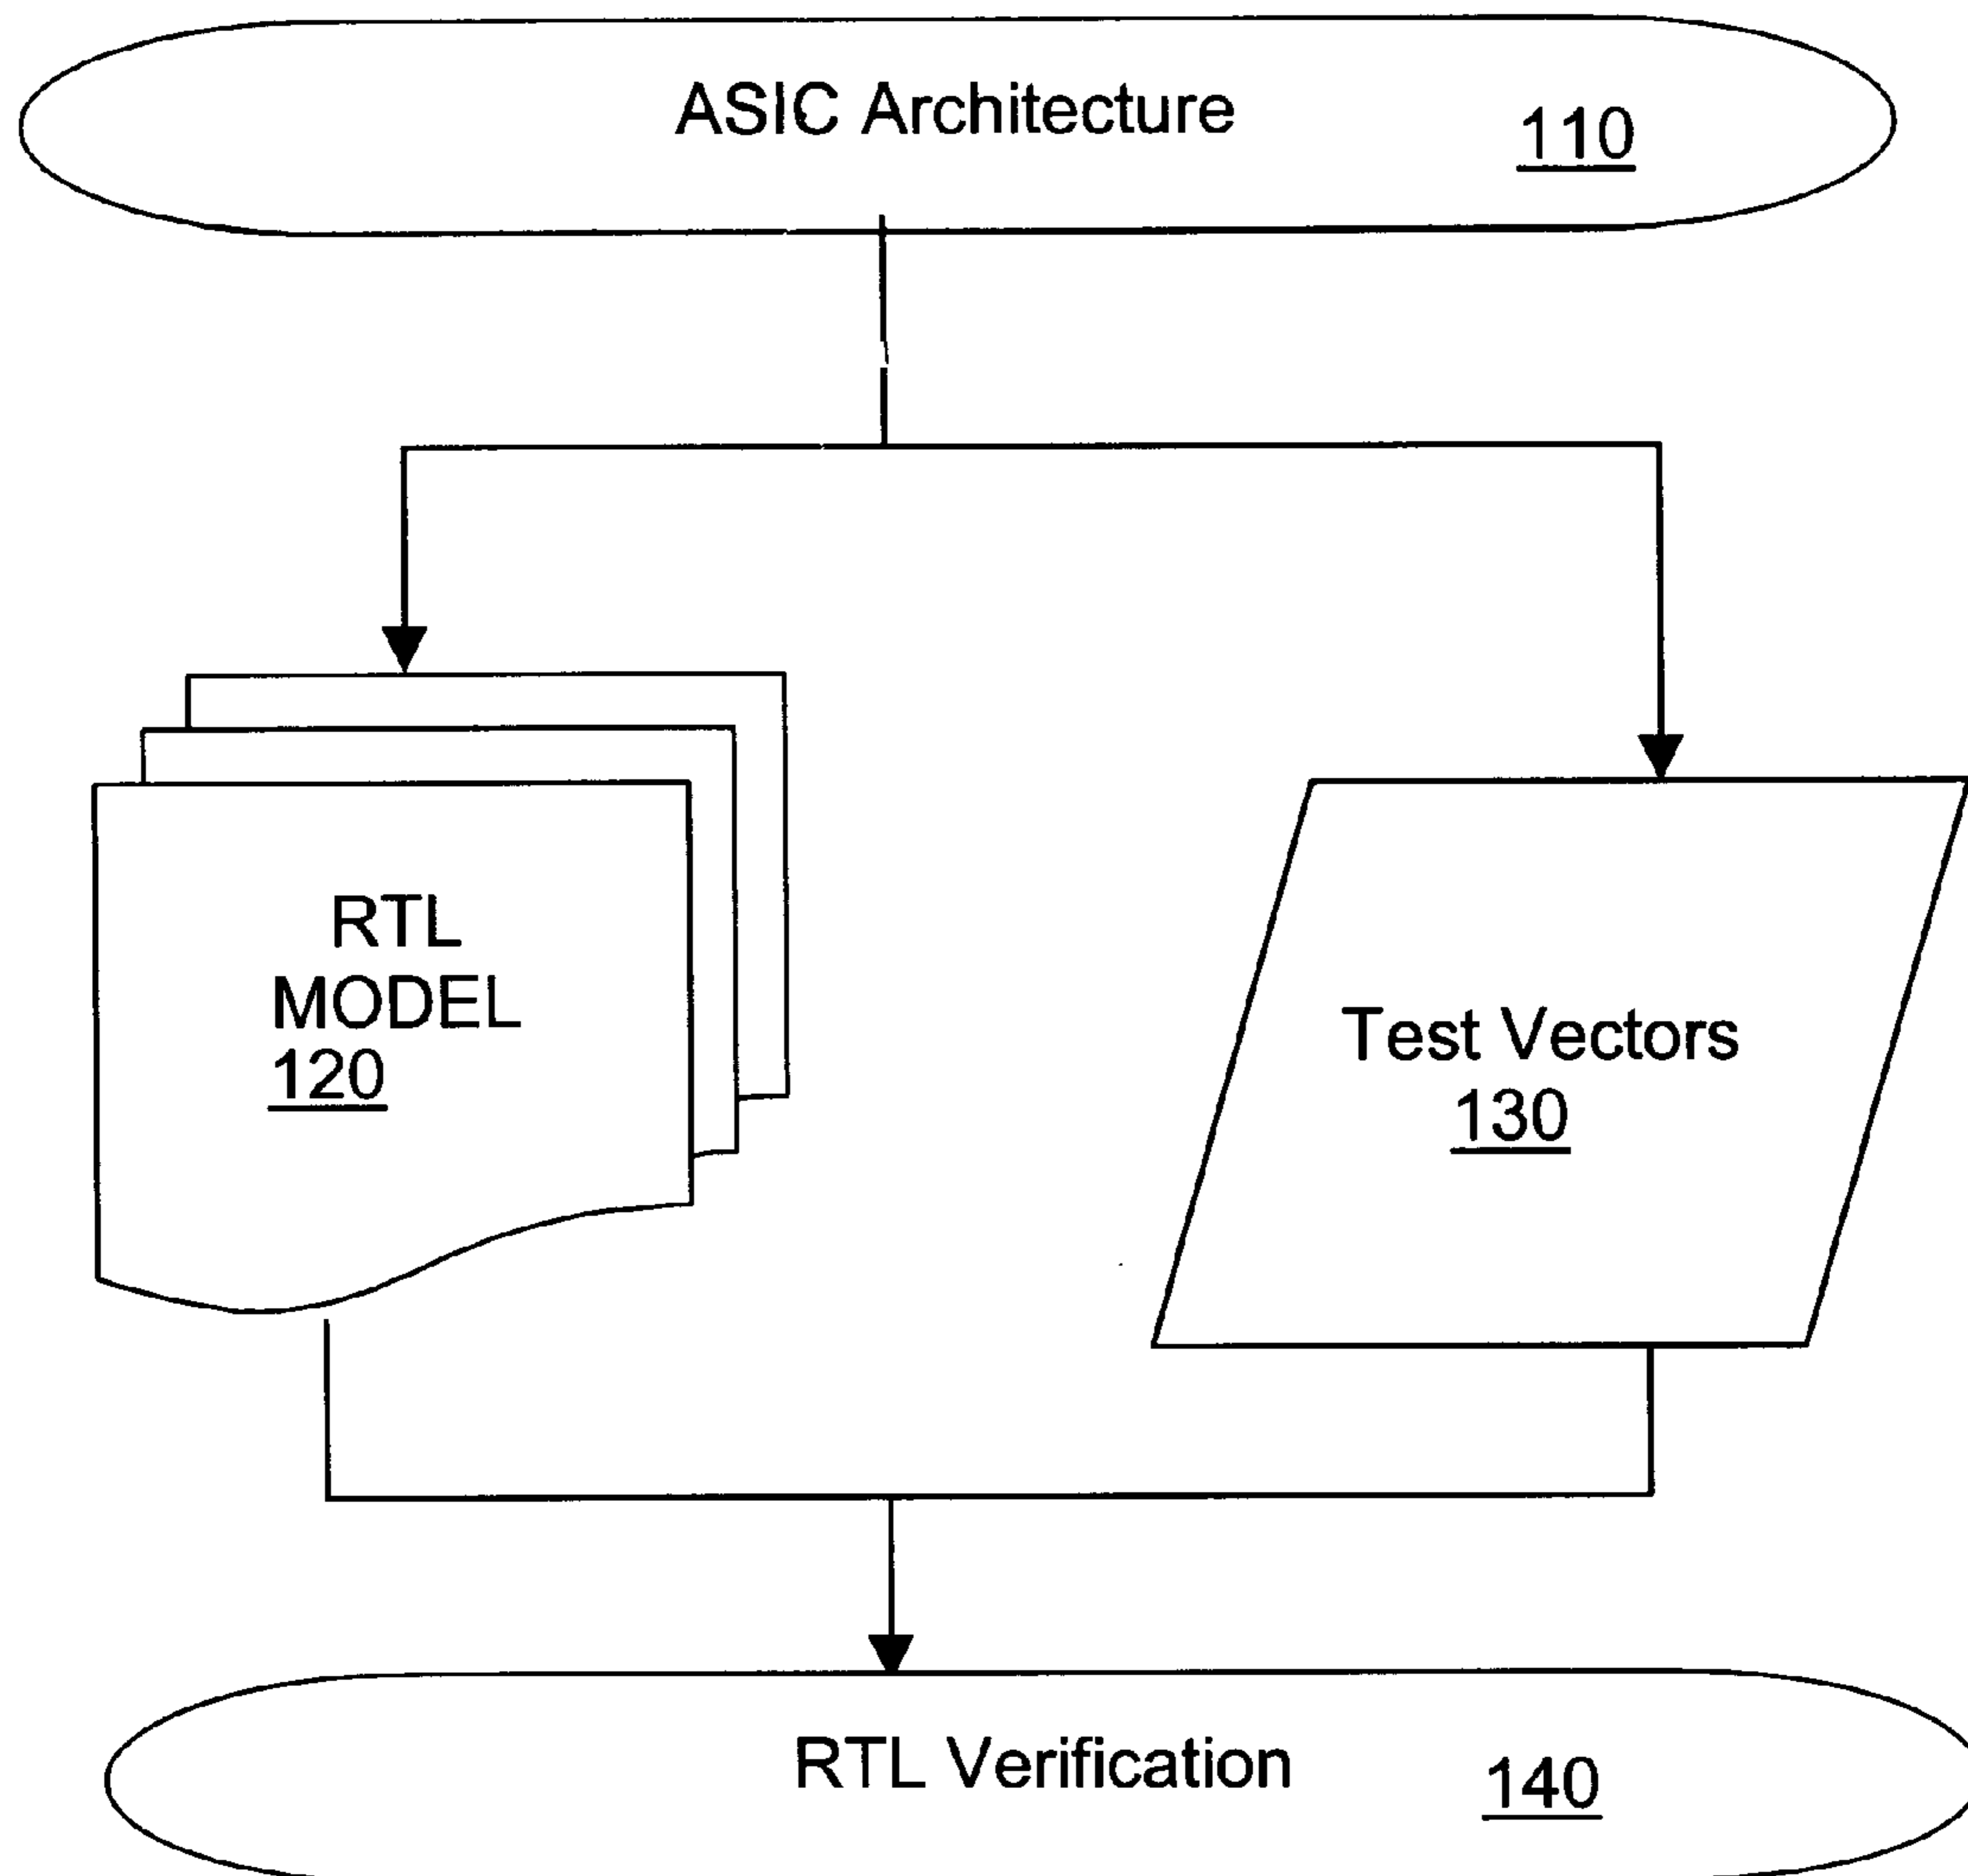 ASIC Architecture 110
RTL
MODEL
120
Test Vectors
130
RTL Verification 140